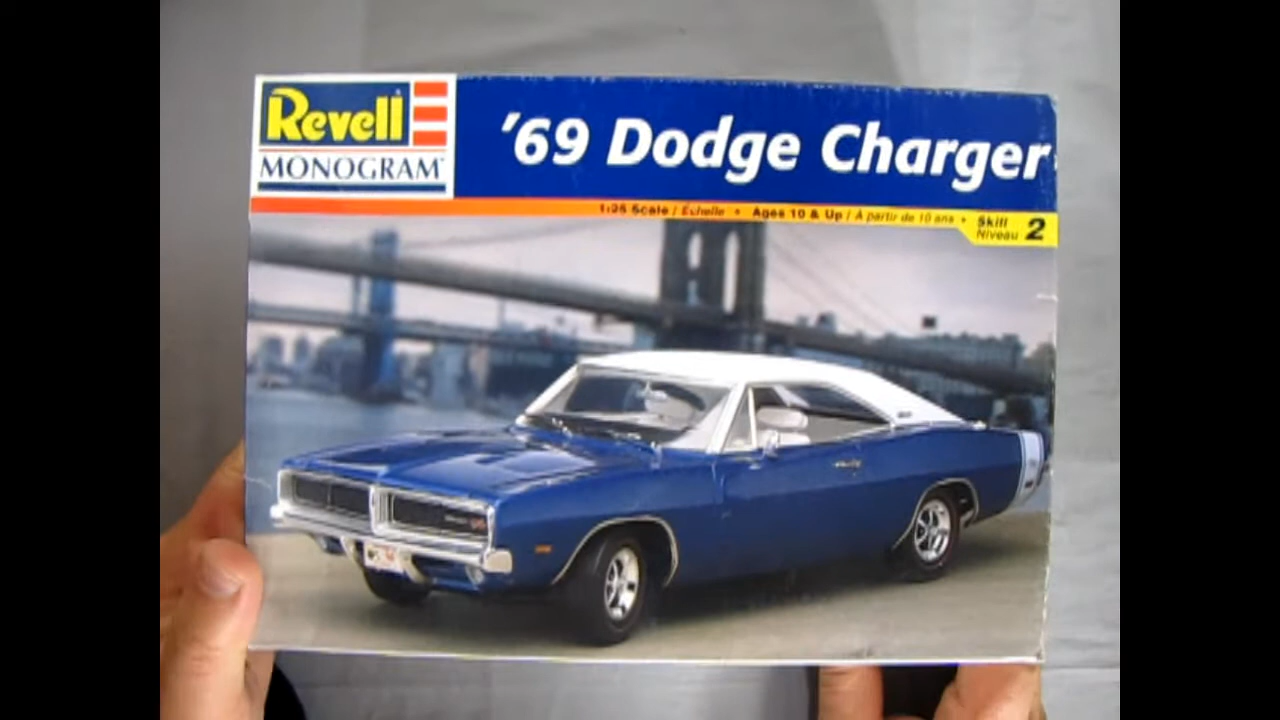 Revell
MONOGRAM
'69 Dodge Charger
1:25 Scale / Échelle • Ages 10 & Up / À partir de 10 ans •
Skill 2
Niveau